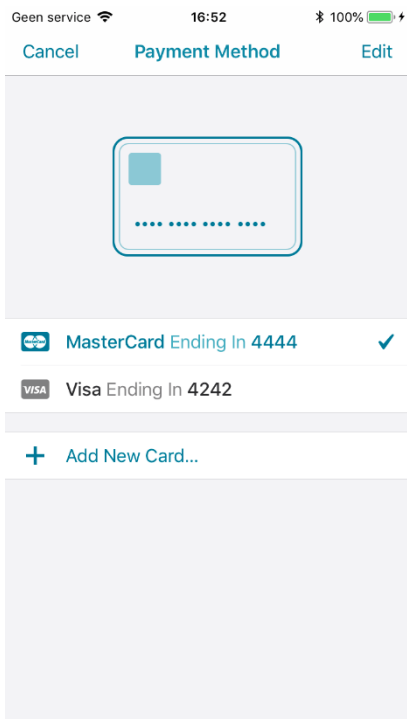 Geen service 16:52 100%
Cancel Payment Method Edit
MasterCard Ending In 4444
VISA Visa Ending In 4242
+ Add New Card...